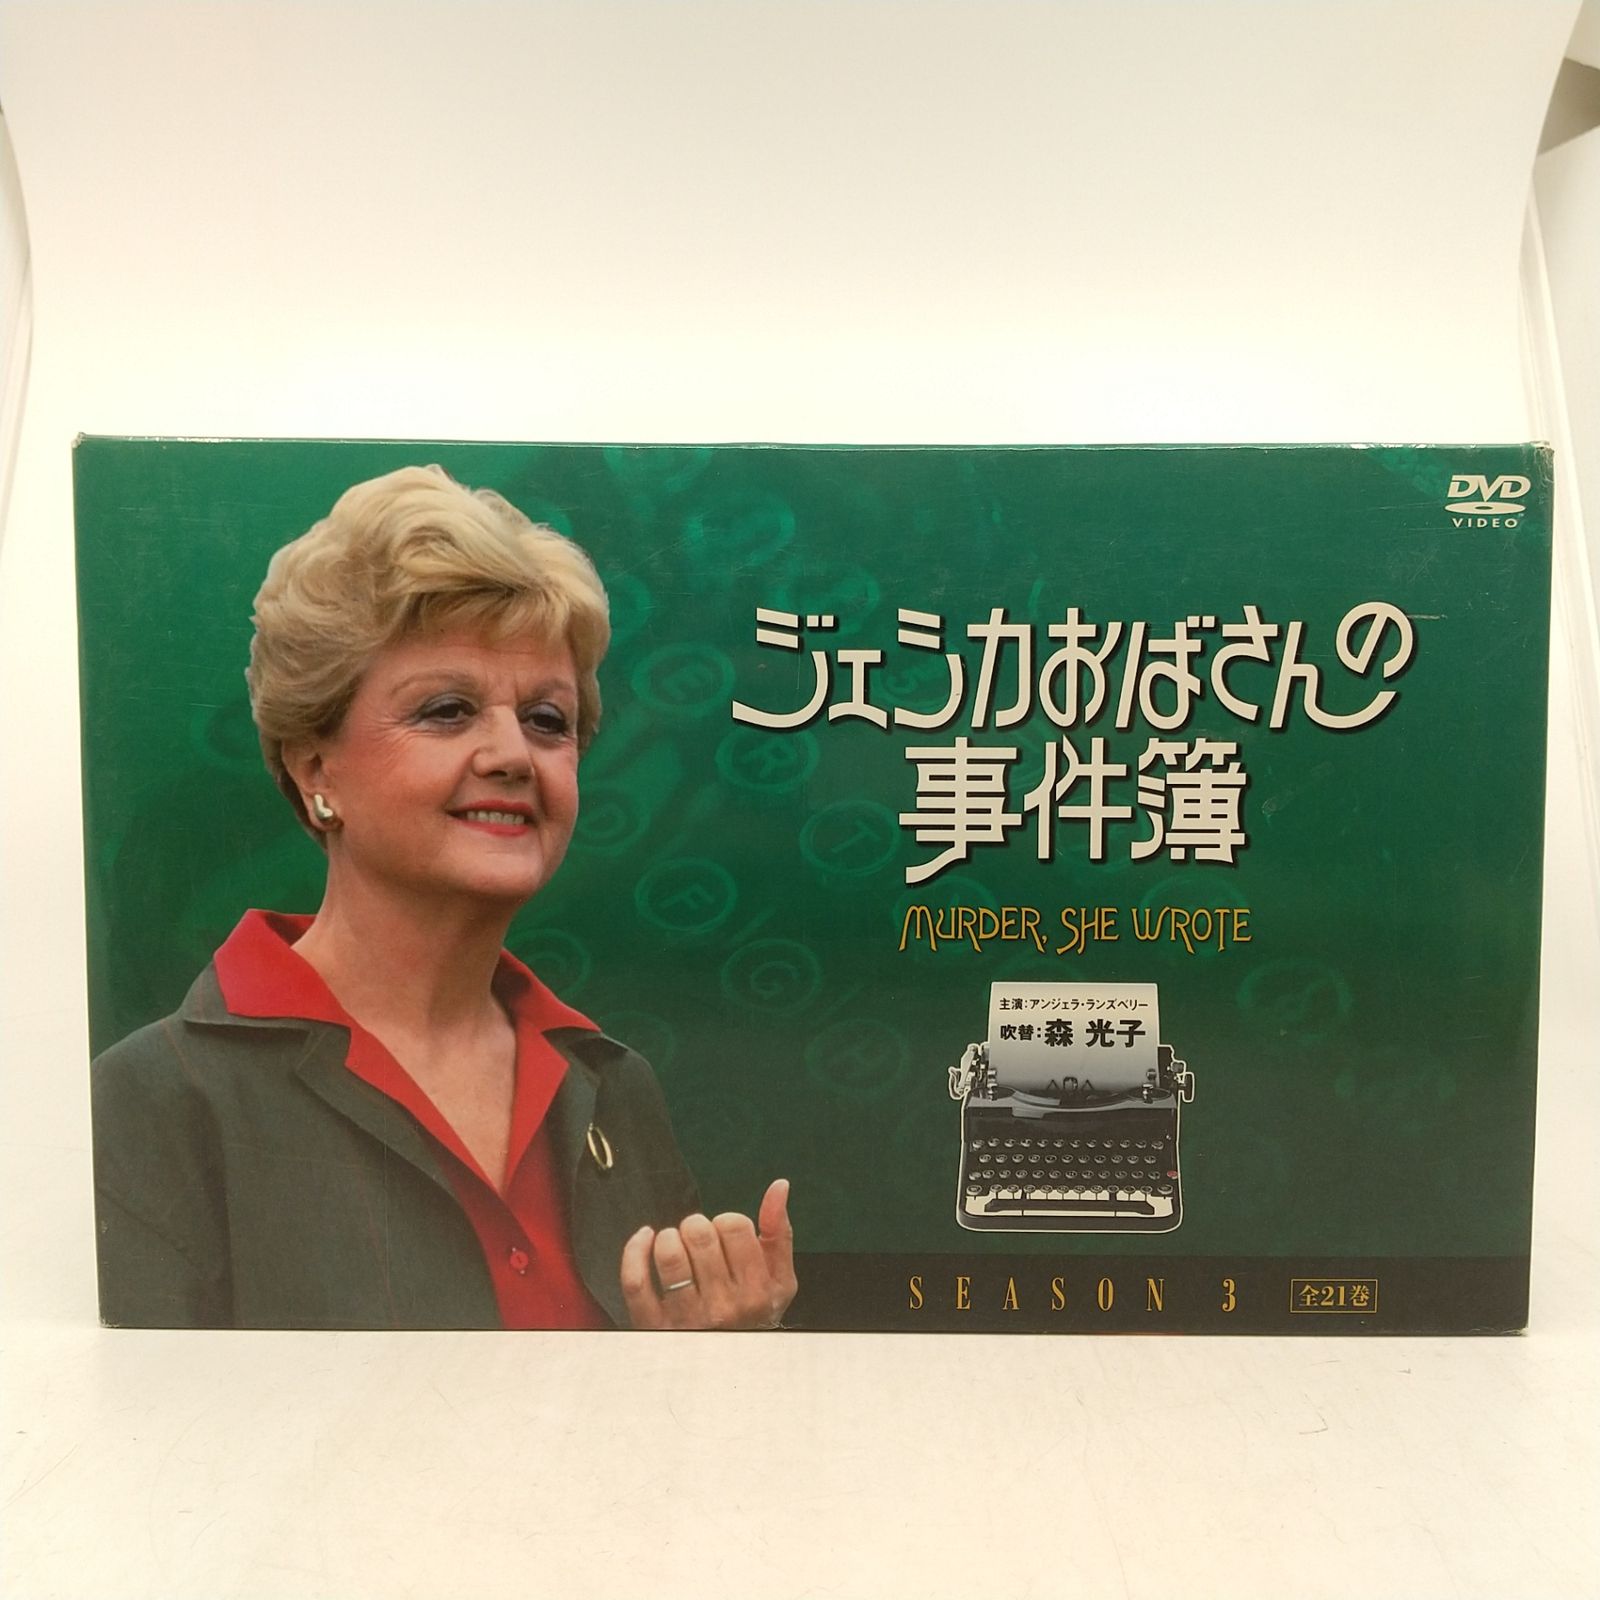 DVD
VIDEO
ジェシカおばさんの
事件簿
MURDER, SHE WROTE
主演:アンジェラ・ランズベリー
吹替:森 光子
SEASON 3 全21巻
E
R
5
D
T
F
C
G
H